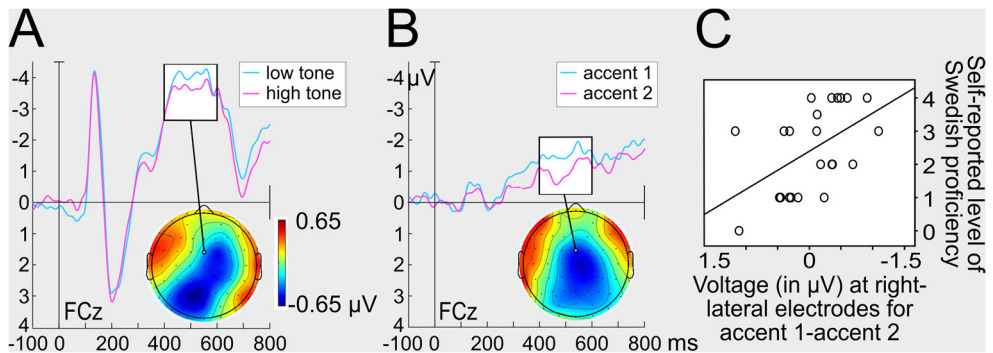 A
-4
-3
-2
1
0
1
2
3
4
-100 0 200 400 600 800
low tone
high tone
FCz
0.65
-0.65 µV
B
-4
µV
-3
-2
1
0
1
2
3
4
-100 0 200 400 600 800 ms
accent 1
accent 2
FCz
C
4
3
2
1
0
Self-reported level of
Swedish proficiency
1.5 0 -1.5
Voltage (in µV) at right-
lateral electrodes for
accent 1-accent 2